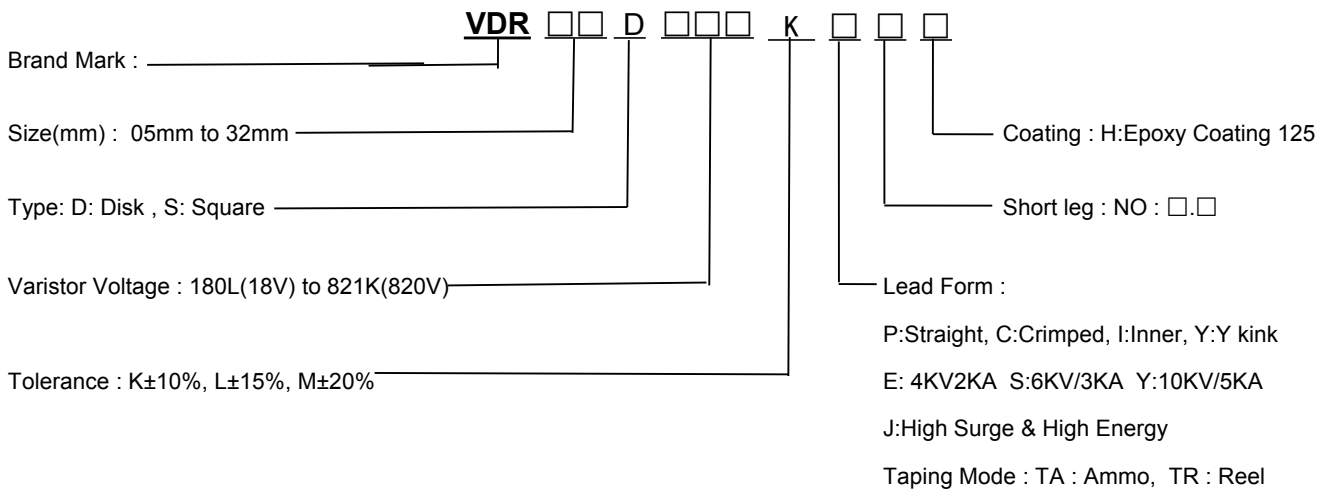 VDR □□ D □□□ K □ □ □
Brand Mark :
Size(mm) : 05mm to 32mm
Coating : H:Epoxy Coating 125
Type: D: Disk , S: Square
Short leg : NO : □.□
Varistor Voltage : 180L(18V) to 821K(820V)
Lead Form :
P:Straight, C:Crimped, I:Inner, Y:Y kink
Tolerance : K±10%, L±15%, M±20%
E: 4KV2KA S:6KV/3KA Y:10KV/5KA
J:High Surge & High Energy
Taping Mode : TA : Ammo, TR : Reel